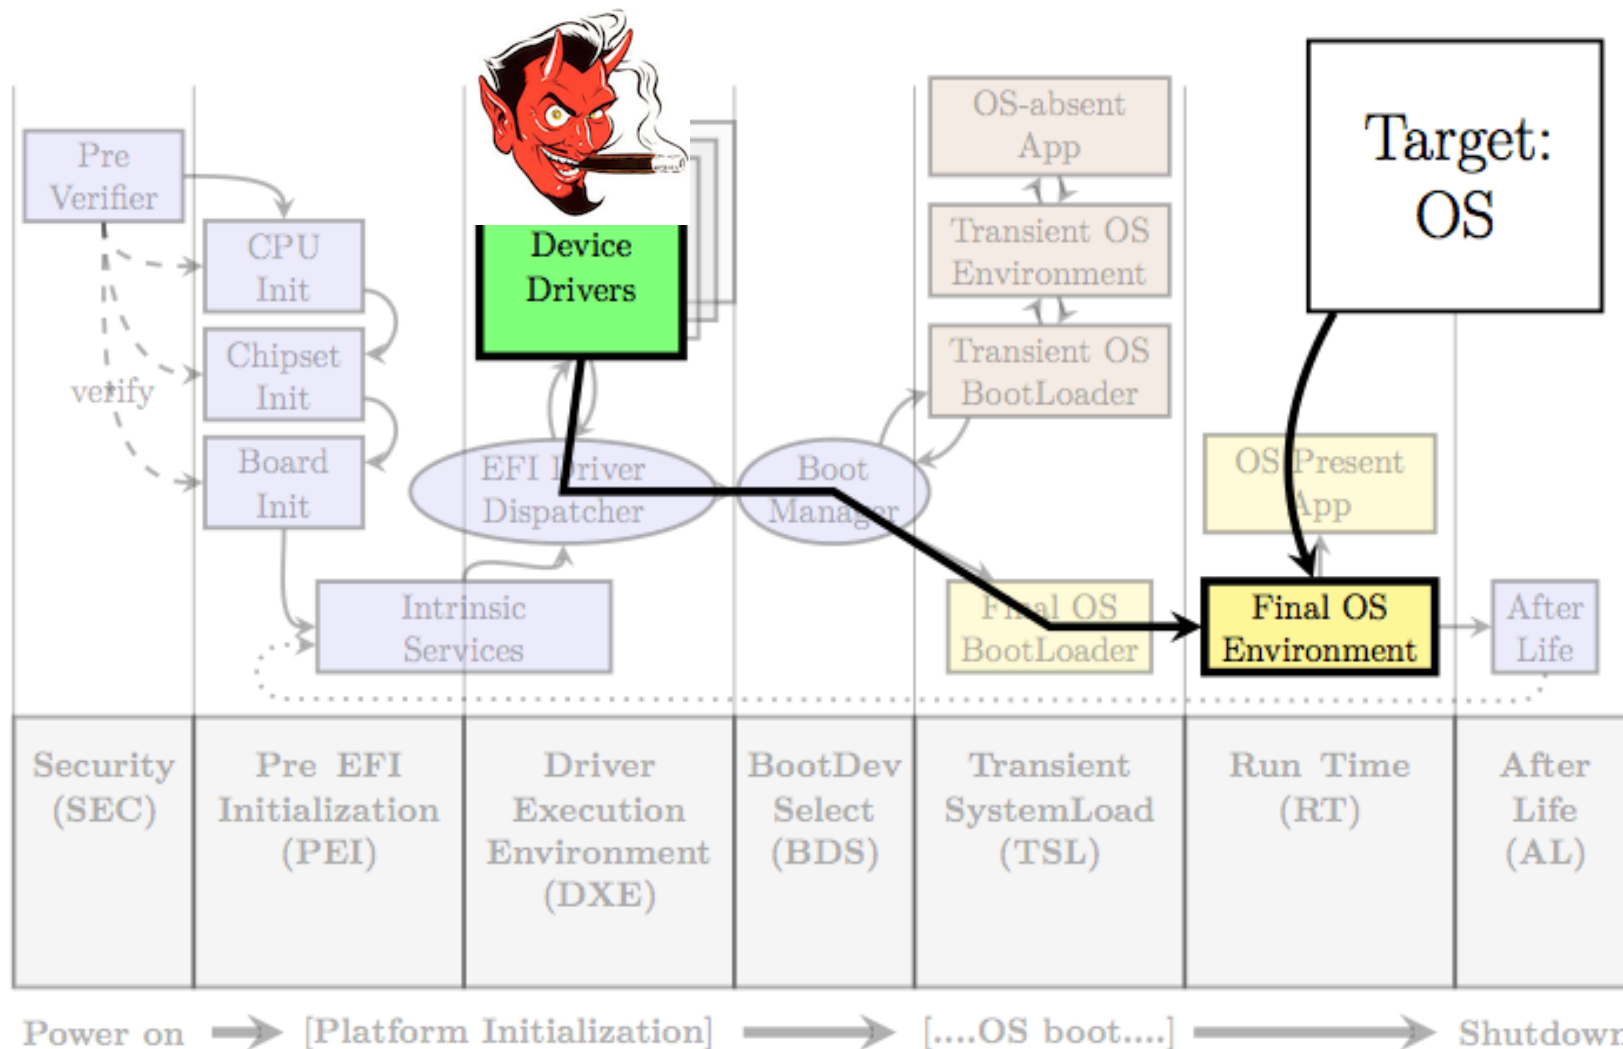 Pre
Verifier
CPU
Init
Chipset
Init
verify
Board
Init
Intrinsic
Services
Device
Drivers
EFI Driver
Dispatcher
Boot
Manager
OS-absent
App
Transient OS
Environment
Transient OS
BootLoader
Final OS
BootLoader
Target:
OS
OS Present
App
Final OS
Environment
After
Life
Security
(SEC)
Pre EFI
Initialization
(PEI)
Driver
Execution
Environment
(DXE)
BootDev
Select
(BDS)
Transient
SystemLoad
(TSL)
Run Time
(RT)
After
Life
(AL)
Power on [Platform Initialization] [....OS boot....] Shutdown